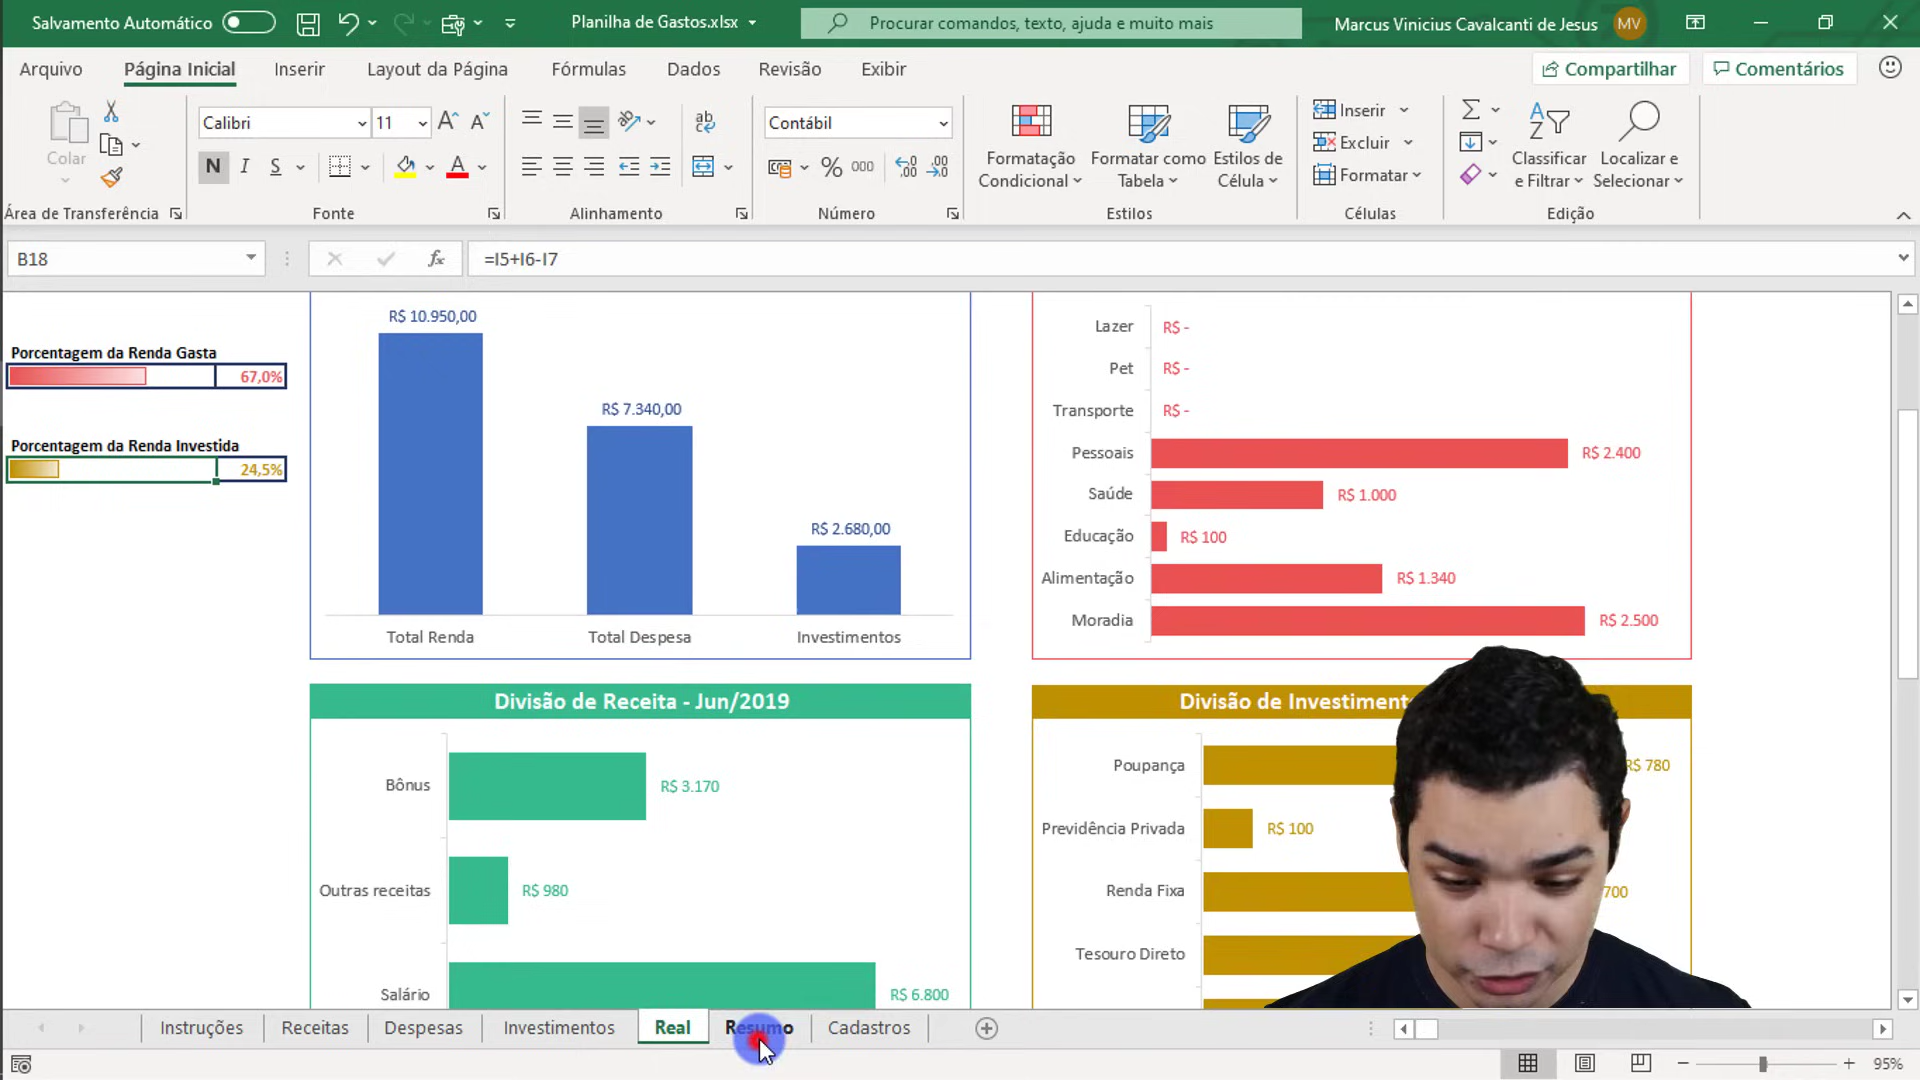 Salvamento Automático
Planilha de Gastos.xlsx
Procurar comandos, texto, ajuda e muito mais
Marcus Vinicius Cavalcanti de Jesus
MV
Arquivo
Página Inicial
Inserir
Layout da Página
Fórmulas
Dados
Revisão
Exibir
Compartilhar
Comentários
Colar
Calibri
11
N
I
S
Contábil
% 000
Formatação
Condicional
Formatar como
Tabela
Estilos de
Célula
Inserir
Excluir
Formatar
Classificar
e Filtrar
Localizar e
Selecionar
Área de Transferência
Fonte
Alinhamento
Número
Estilos
Células
Edição
B18
fx
=I5+I6-I7
Porcentagem da Renda Gasta
67,0%
Porcentagem da Renda Investida
24,5%
R$ 10.950,00
R$ 7.340,00
R$ 2.680,00
Total Renda
Total Despesa
Investimentos
Lazer R$ -
Pet R$ -
Transporte R$ -
Pessoais R$ 2.400
Saúde R$ 1.000
Educação R$ 100
Alimentação R$ 1.340
Moradia R$ 2.500
Divisão de Receita - Jun/2019
Bônus R$ 3.170
Outras receitas R$ 980
Salário R$ 6.800
Divisão de Investiment
Poupança R$ 780
Previdência Privada R$ 100
Renda Fixa 700
Tesouro Direto
Instruções
Receitas
Despesas
Investimentos
Real
Resumo
Cadastros
95%